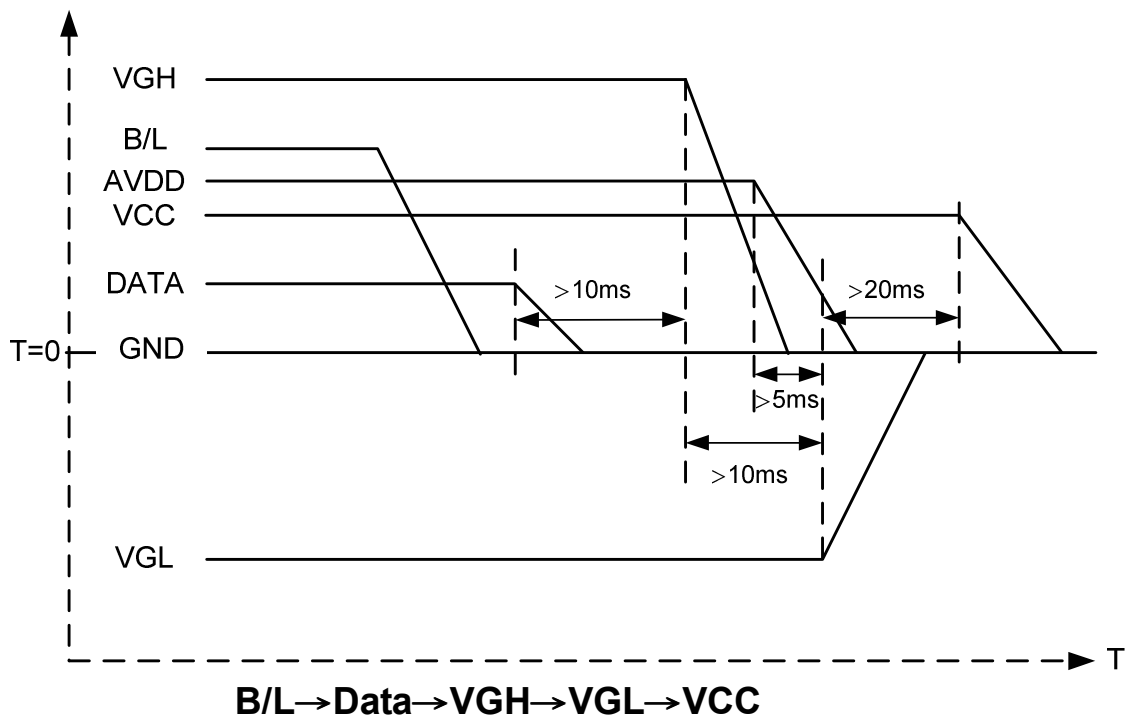 VGH
B/L
AVDD
VCC
DATA
>10ms
>20ms
T=0
GND
>5ms
>10ms
VGL
T
B/L→Data→VGH→VGL→VCC